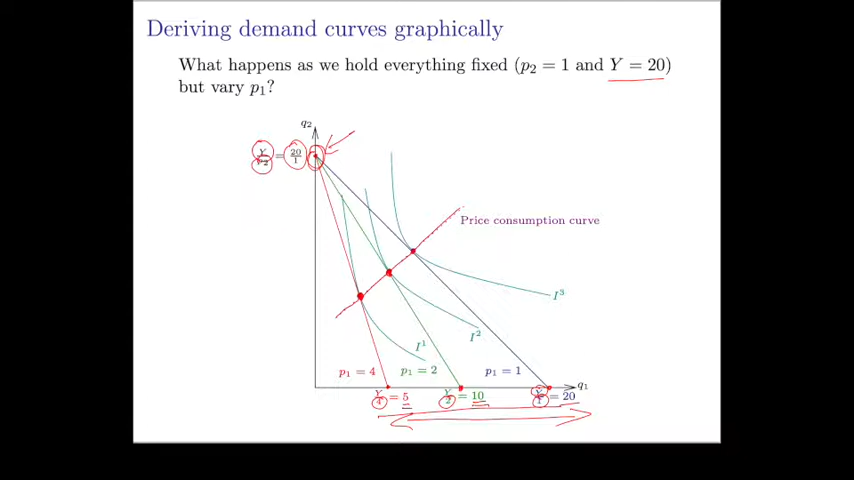 Deriving demand curves graphically
What happens as we hold everything fixed (p₂ = 1 and Y = 20)
but vary p₁?
q₂
Y/p₂ = 20/1
Price consumption curve
I³
I²
I¹
p₁ = 4
p₁ = 2
p₁ = 1
q₁
Y/4 = 5
Y/2 = 10
Y/1 = 20